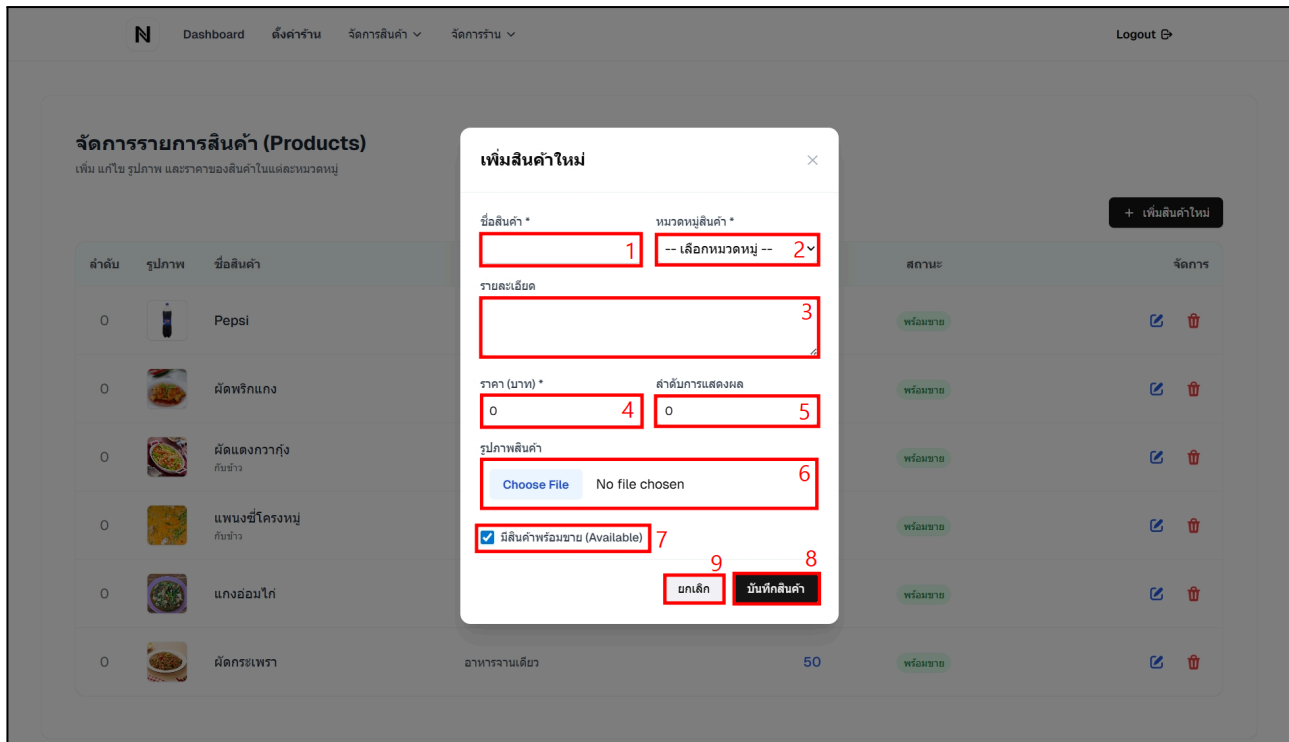 N Dashboard ตั้งค่าร้าน จัดการสินค้า จัดการร้าน Logout
จัดการรายการสินค้า (Products)
เพิ่ม แก้ไข รูปภาพ และราคาของสินค้าในแต่ละหมวดหมู่
+ เพิ่มสินค้าใหม่
ลำดับ รูปภาพ ชื่อสินค้า สถานะ จัดการ
0 Pepsi พร้อมขาย
0 ผัดพริกแกง พร้อมขาย
0 ผัดแตงกวากุ้ง พร้อมขาย
กับข้าว
0 แพนงซี่โครงหมู่ พร้อมขาย
กับข้าว
0 แกงอ่อมไก่ พร้อมขาย
0 ผัดกระเพรา อาหารจานเดียว 50 พร้อมขาย
เพิ่มสินค้าใหม่
ชื่อสินค้า * หมวดหมู่สินค้า *
1 -- เลือกหมวดหมู่ -- 2
รายละเอียด
3
ราคา (บาท) * ลำดับการแสดงผล
0 4 0 5
รูปภาพสินค้า
Choose File No file chosen 6
มีสินค้าพร้อมขาย (Available) 7
9 8
ยกเลิก บันทึกสินค้า